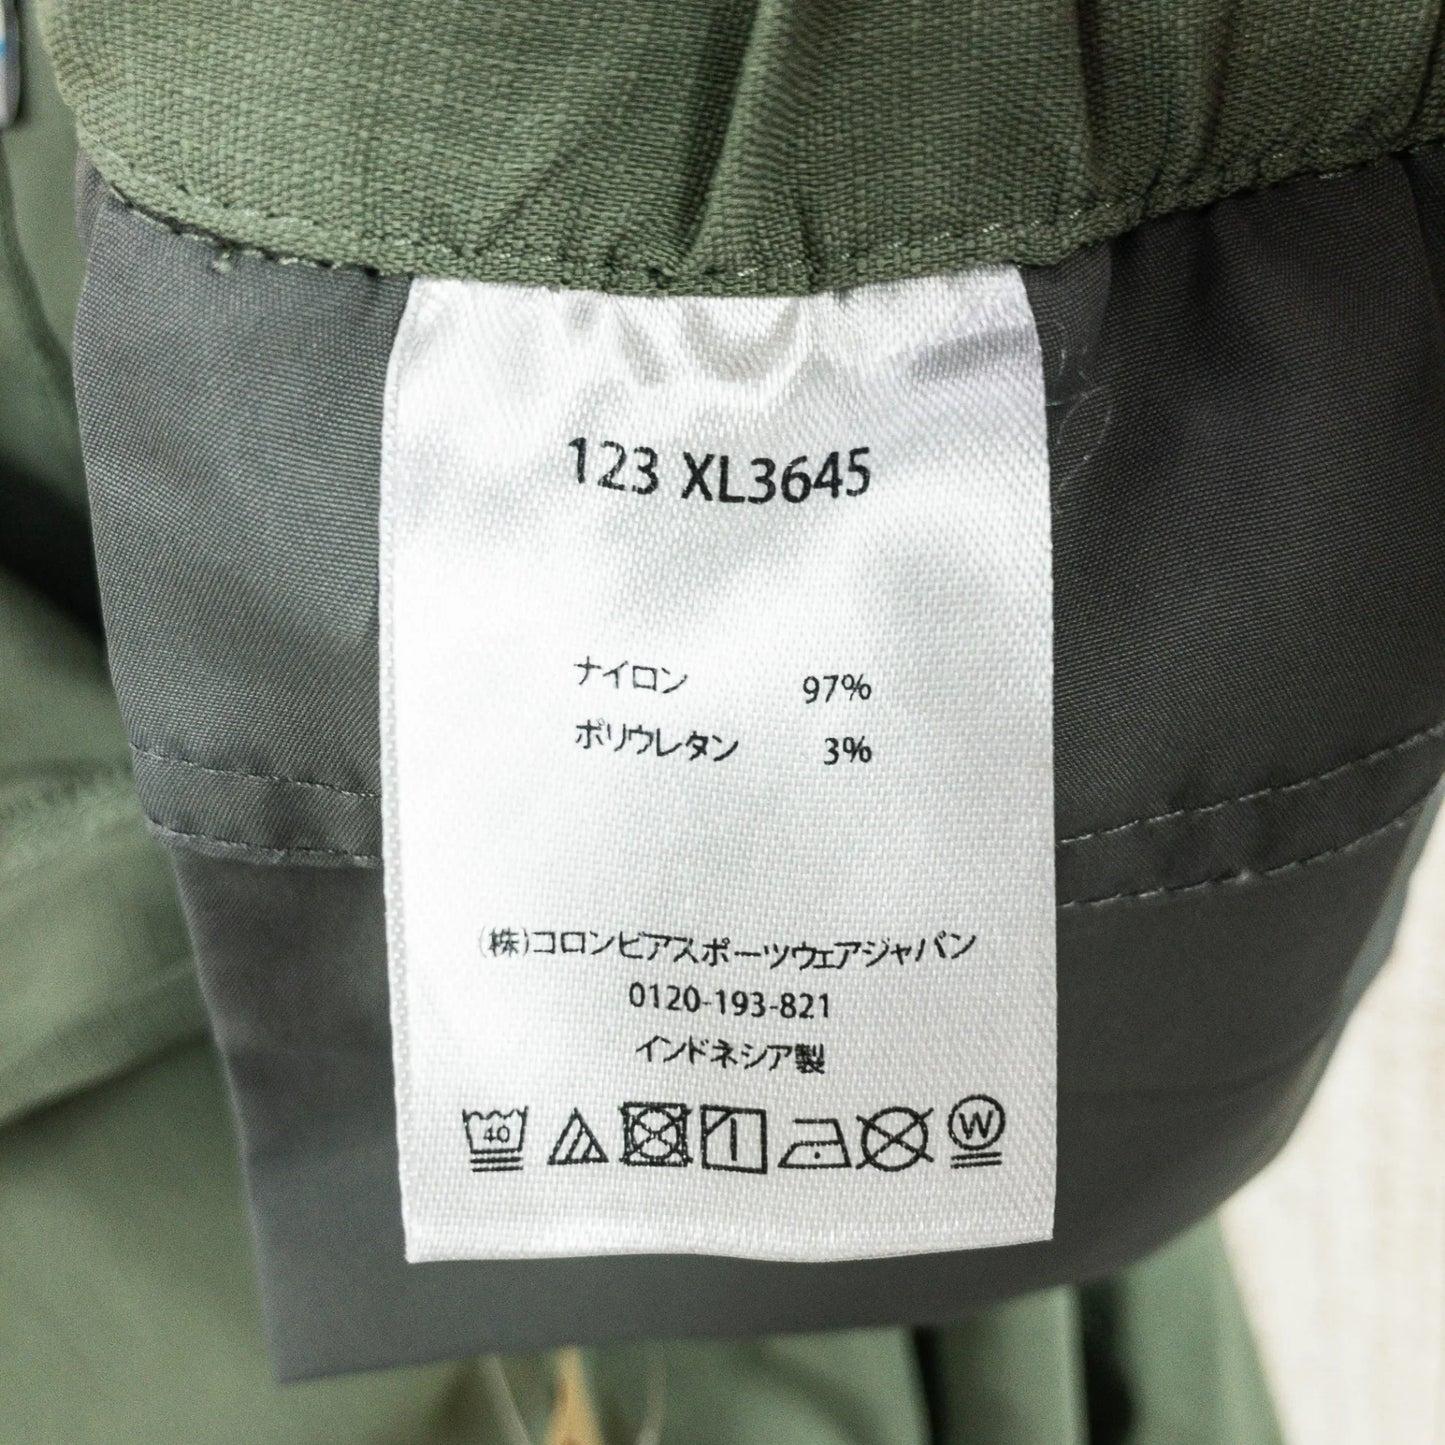 123 XL3645
ナイロン 97%
ポリウレタン 3%
(株)コロンビアスポーツウェアジャパン
0120-193-821
インドネシア製
40 W